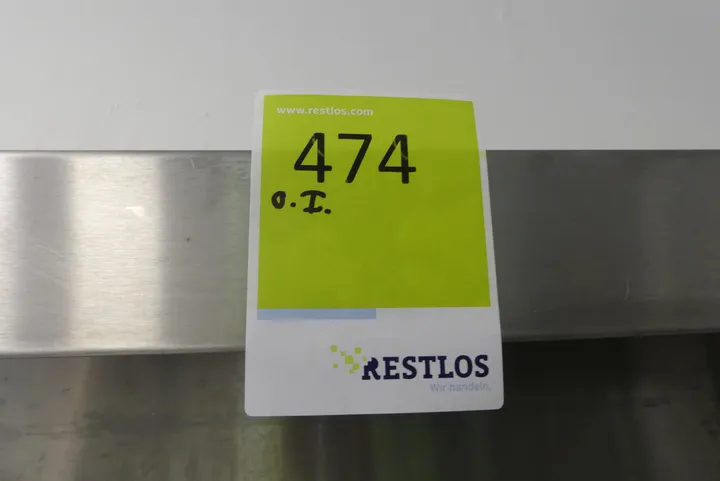 www.restlos.com
474
O.I.
RESTLOS
Wir handeln.